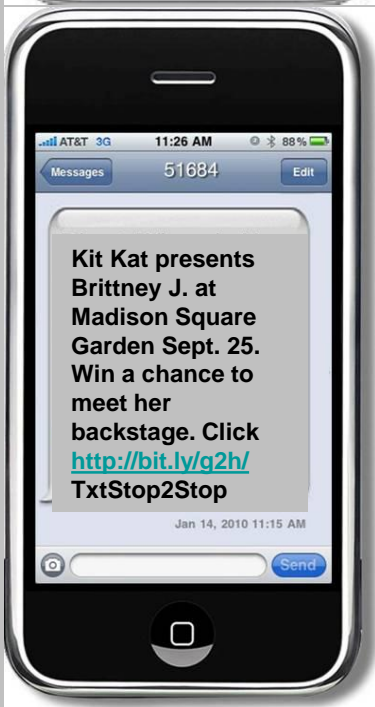 AT&T 3G 11:26 AM 88%
Messages 51684 Edit
Kit Kat presents
Brittney J. at
Madison Square
Garden Sept. 25.
Win a chance to
meet her
backstage. Click
http://bit.ly/g2h/
TxtStop2Stop
Jan 14, 2010 11:15 AM
Send